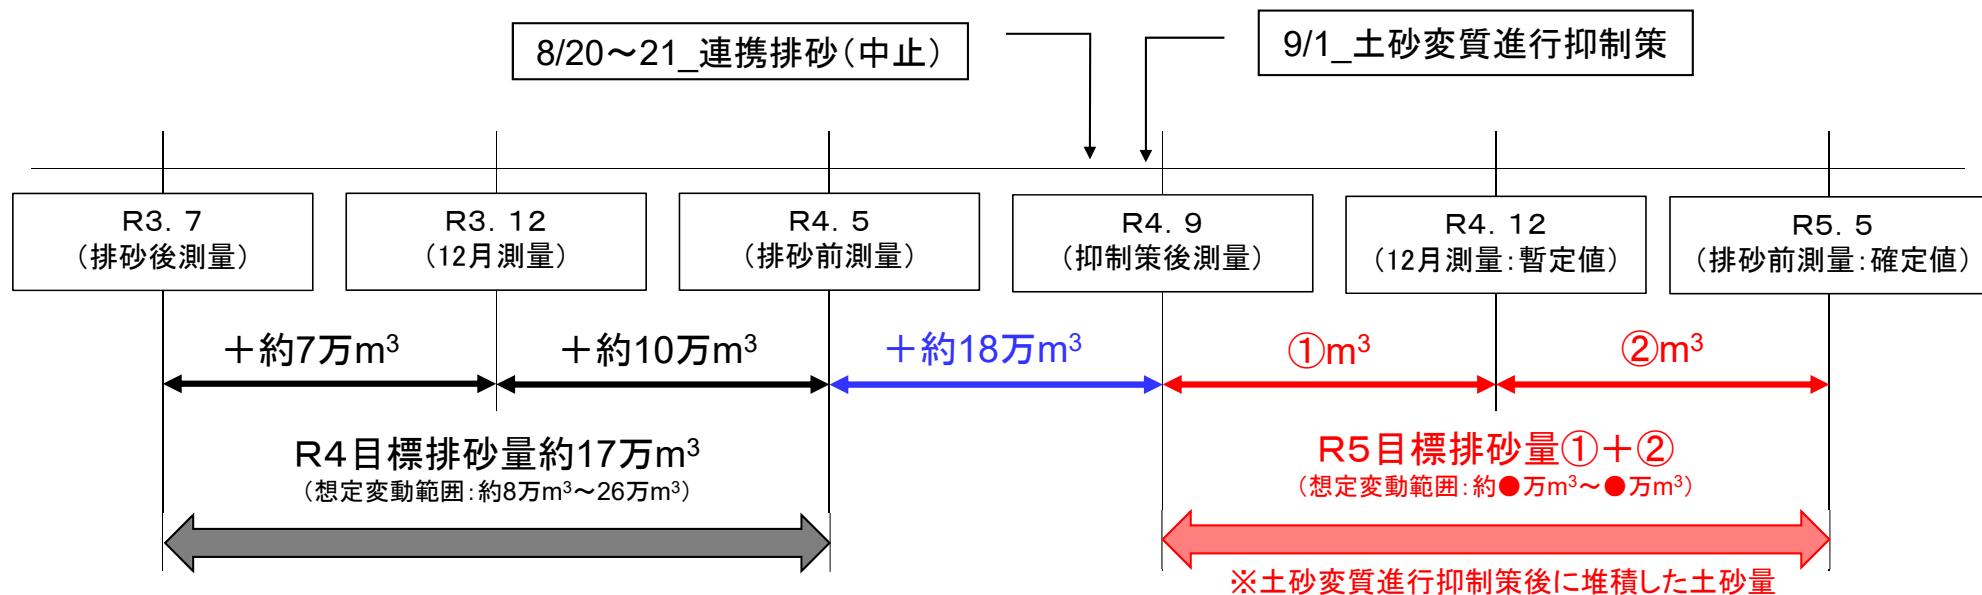 8/20～21_連携排砂（中止）
9/1_土砂変質進行抑制策
Ｒ３．７
（排砂後測量）
Ｒ３．１２
（12月測量）
Ｒ４．５
（排砂前測量）
Ｒ４．９
（抑制策後測量）
Ｒ４．１２
（12月測量：暫定値）
Ｒ５．５
（排砂前測量：確定値）
＋約7万m³
＋約10万m³
＋約18万m³
①m³
②m³
Ｒ４目標排砂量約17万m³
（想定変動範囲：約8万m³～26万m³）
Ｒ５目標排砂量①＋②
（想定変動範囲：約●万m³～●万m³）
※土砂変質進行抑制策後に堆積した土砂量